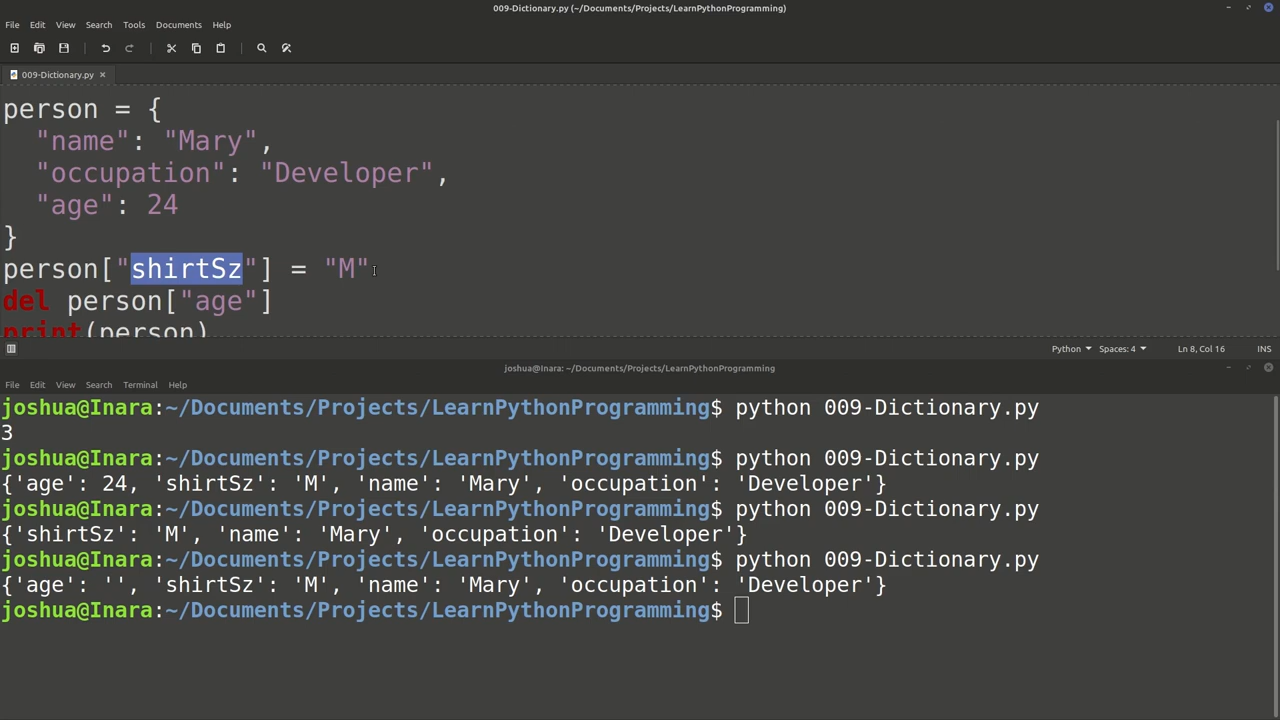 009-Dictionary.py (~/Documents/Projects/LearnPythonProgramming)
File Edit View Search Tools Documents Help
009-Dictionary.py
person = {
"name": "Mary",
"occupation": "Developer",
"age": 24
}
person["shirtSz"] = "M"
del person["age"]
print(person)
Python Spaces: 4 Ln 8, Col 16 INS
joshua@Inara: ~/Documents/Projects/LearnPythonProgramming
File Edit View Search Terminal Help
joshua@Inara:~/Documents/Projects/LearnPythonProgramming$ python 009-Dictionary.py
3
joshua@Inara:~/Documents/Projects/LearnPythonProgramming$ python 009-Dictionary.py
{'age': 24, 'shirtSz': 'M', 'name': 'Mary', 'occupation': 'Developer'}
joshua@Inara:~/Documents/Projects/LearnPythonProgramming$ python 009-Dictionary.py
{'shirtSz': 'M', 'name': 'Mary', 'occupation': 'Developer'}
joshua@Inara:~/Documents/Projects/LearnPythonProgramming$ python 009-Dictionary.py
{'age': '', 'shirtSz': 'M', 'name': 'Mary', 'occupation': 'Developer'}
joshua@Inara:~/Documents/Projects/LearnPythonProgramming$